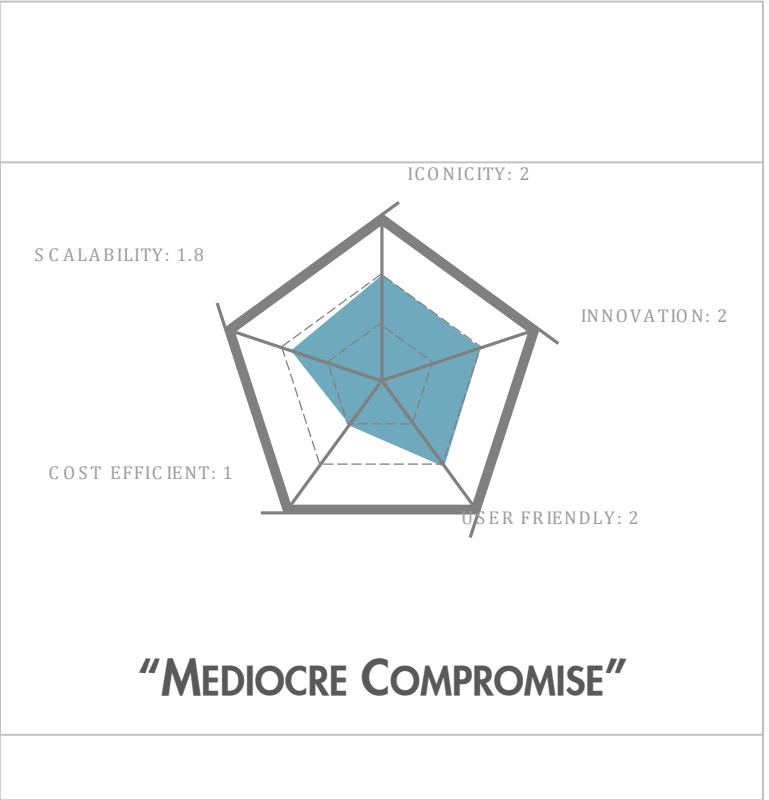 ICONICITY: 2
SCALABILITY: 1.8
INNOVATION: 2
COST EFFICIENT: 1
USER FRIENDLY: 2
“MEDIOCRE COMPROMISE”